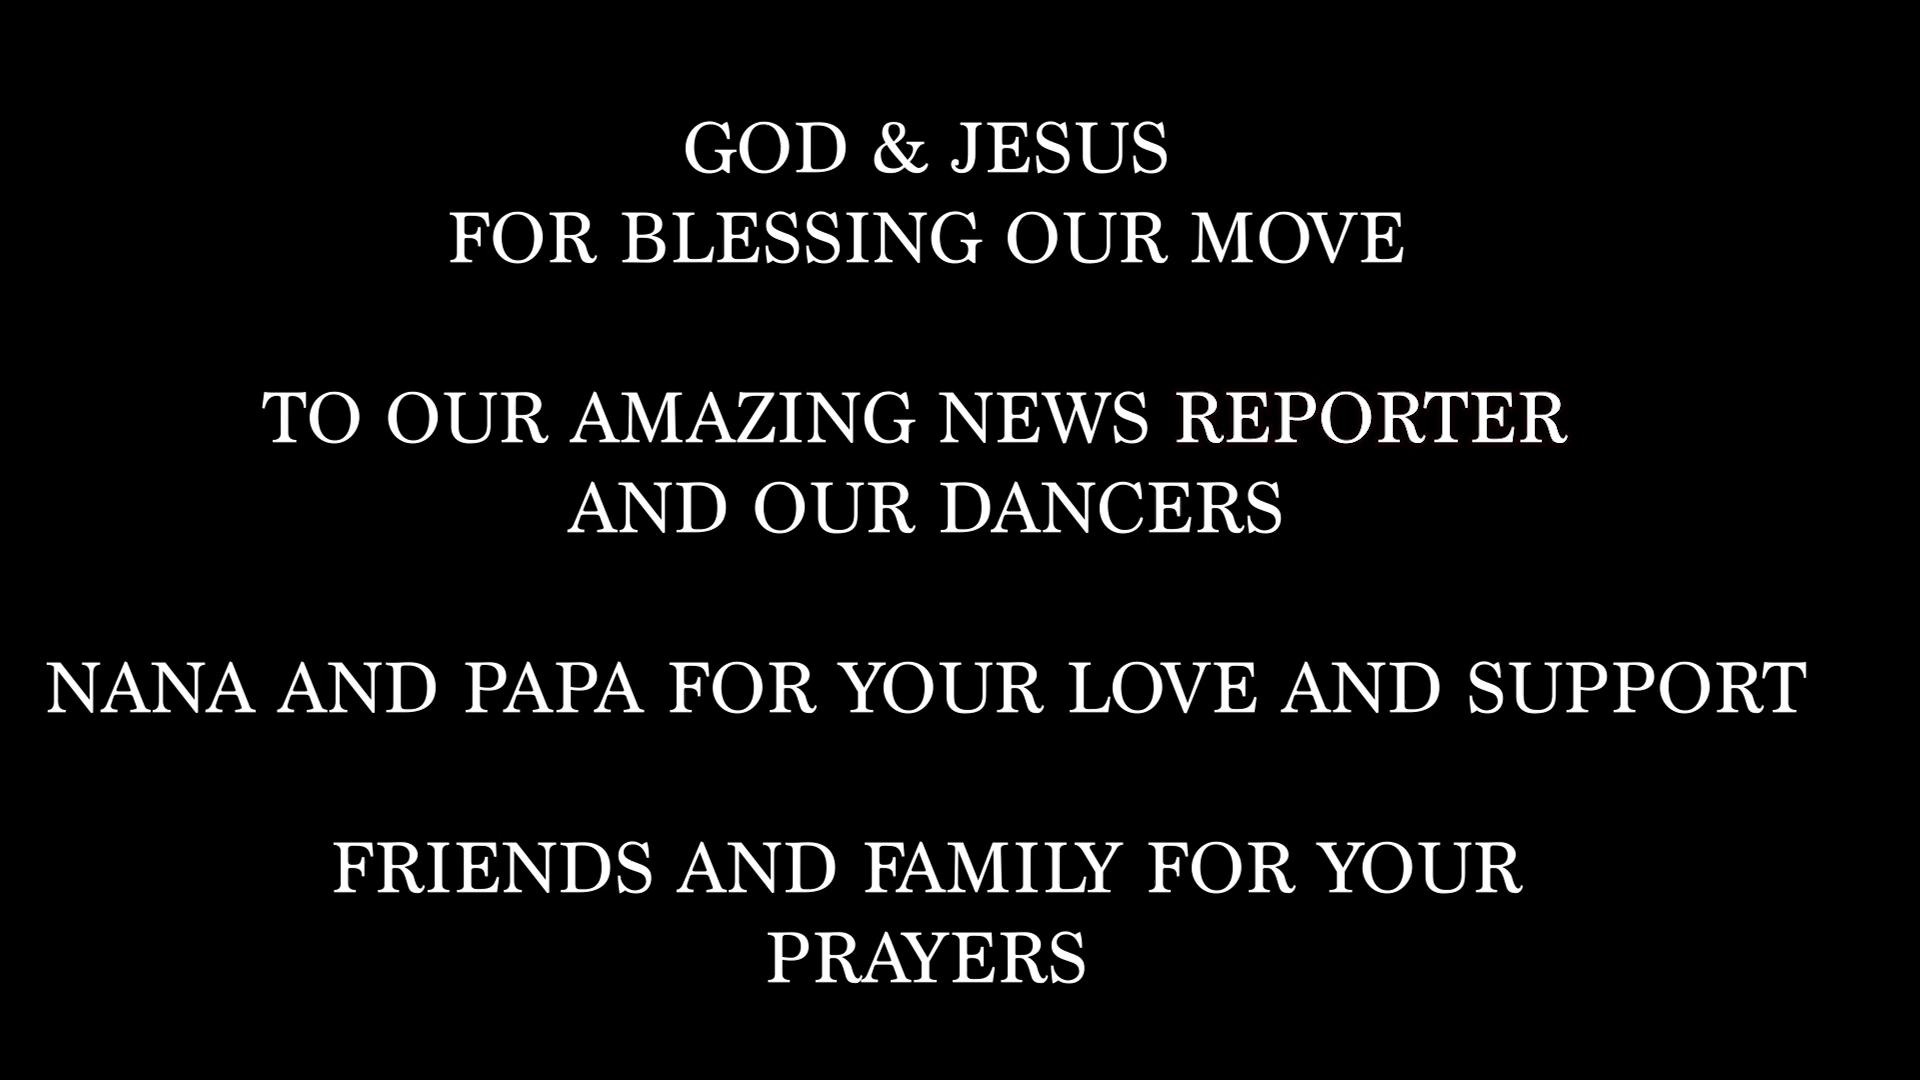 GOD & JESUS
FOR BLESSING OUR MOVE
TO OUR AMAZING NEWS REPORTER
AND OUR DANCERS
NANA AND PAPA FOR YOUR LOVE AND SUPPORT
FRIENDS AND FAMILY FOR YOUR
PRAYERS